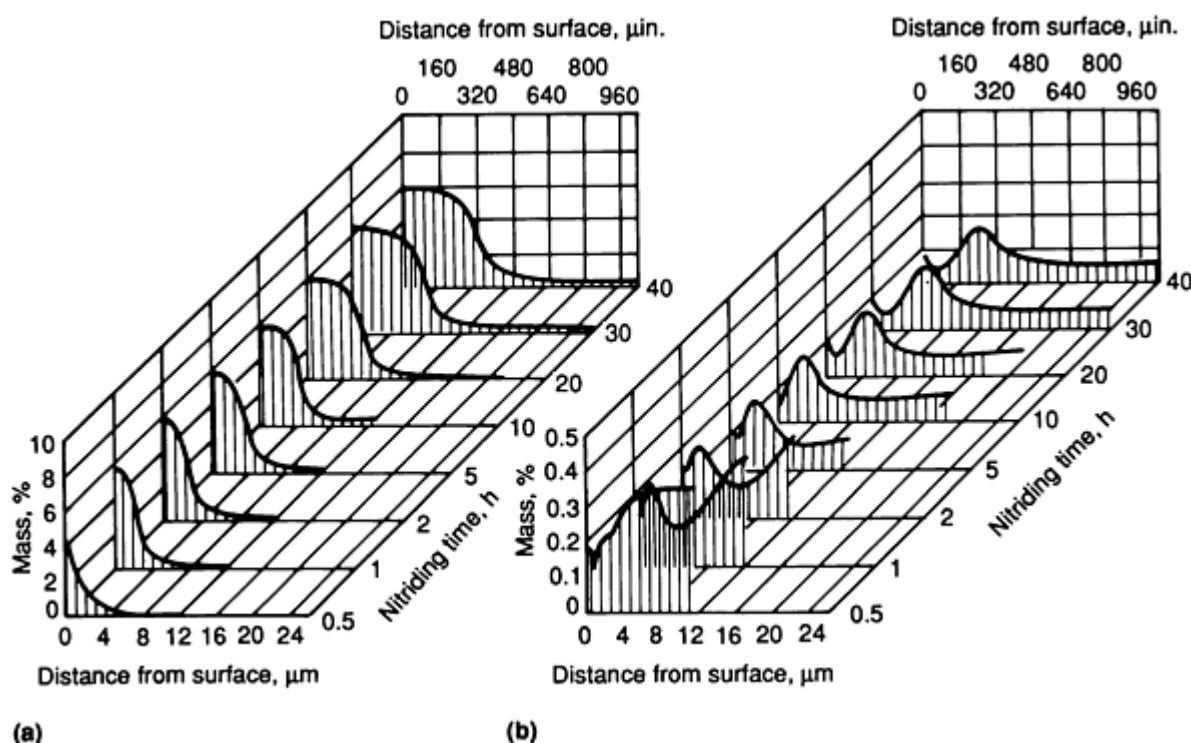 Distance from surface, μin.
160 480 800
0 320 640 960
40
30
20
10
5
2
1
0.5
Nitriding time, h
10
8
6
4
2
0
Mass, %
0 4 8 12 16 20 24
Distance from surface, μm
(a)
Distance from surface, μin.
160 480 800
0 320 640 960
40
30
20
10
5
2
1
0.5
Nitriding time, h
0.5
0.4
0.3
0.2
0.1
0
Mass, %
0 4 8 12 16 20 24
Distance from surface, μm
(b)